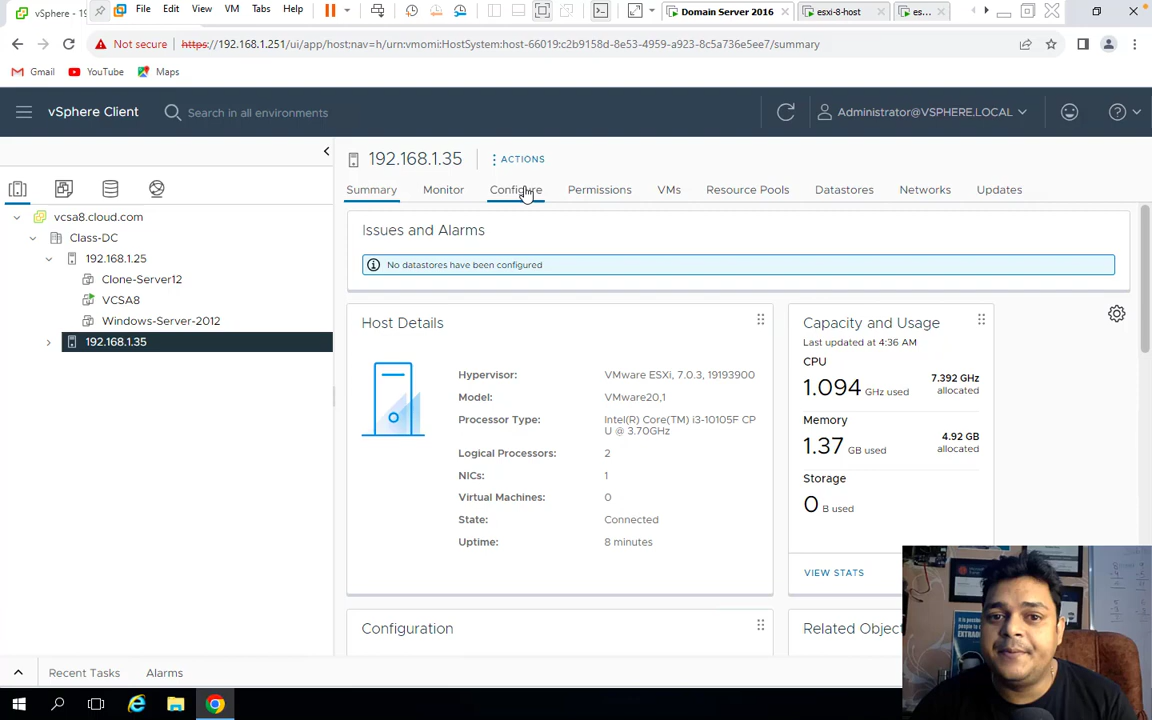 vSphere - 19
File Edit View VM Tabs Help
Domain Server 2016
esxi-8-host
es...
Not secure https://192.168.1.251/ui/app/host;nav=h/urn:vmomi:HostSystem:host-66019:c2b9158d-8e53-4959-a923-8c5a736e5ee7/summary
Gmail YouTube Maps
vSphere Client Search in all environments Administrator@VSPHERE.LOCAL
192.168.1.35 ACTIONS
Summary Monitor Configure Permissions VMs Resource Pools Datastores Networks Updates
vcsa8.cloud.com
Class-DC
192.168.1.25
Clone-Server12
VCSA8
Windows-Server-2012
192.168.1.35
Issues and Alarms
No datastores have been configured
Host Details
Hypervisor: VMware ESXi, 7.0.3, 19193900
Model: VMware20,1
Processor Type: Intel(R) Core(TM) i3-10105F CP
U @ 3.70GHz
Logical Processors: 2
NICs: 1
Virtual Machines: 0
State: Connected
Uptime: 8 minutes
Capacity and Usage
Last updated at 4:36 AM
CPU
1.094 GHz used 7.392 GHz
allocated
Memory
1.37 GB used 4.92 GB
allocated
Storage
0 B used
VIEW STATS
Configuration
Related Objec
Recent Tasks Alarms